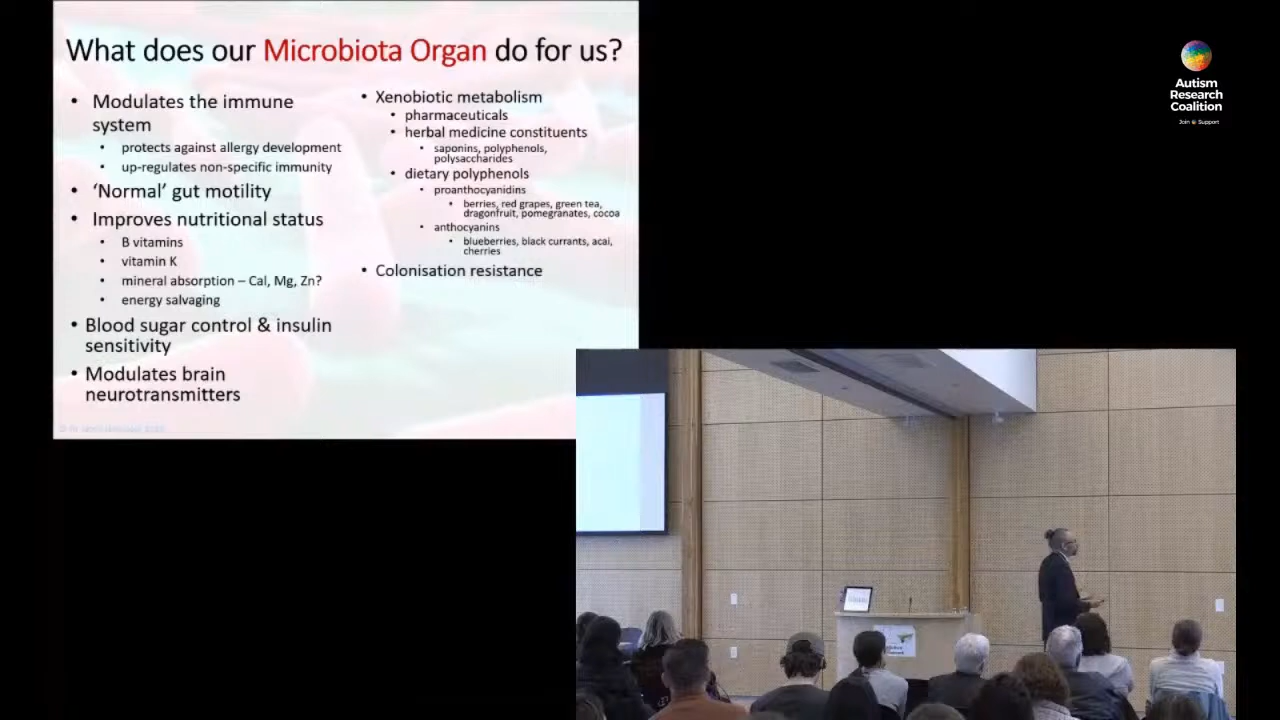 What does our Microbiota Organ do for us?
• Modulates the immune
system
• protects against allergy development
• up-regulates non-specific immunity
• ‘Normal’ gut motility
• Improves nutritional status
• B vitamins
• vitamin K
• mineral absorption – Cal, Mg, Zn?
• energy salvaging
• Blood sugar control & insulin
sensitivity
• Modulates brain
neurotransmitters
• Xenobiotic metabolism
• pharmaceuticals
• herbal medicine constituents
• saponins, polyphenols,
polysaccharides
• dietary polyphenols
• proanthocyanidins
• berries, red grapes, green tea,
dragonfruit, pomegranates, cocoa
• anthocyanins
• blueberries, black currants, acai,
cherries
• Colonisation resistance
Autism
Research
Coalition
Join Support